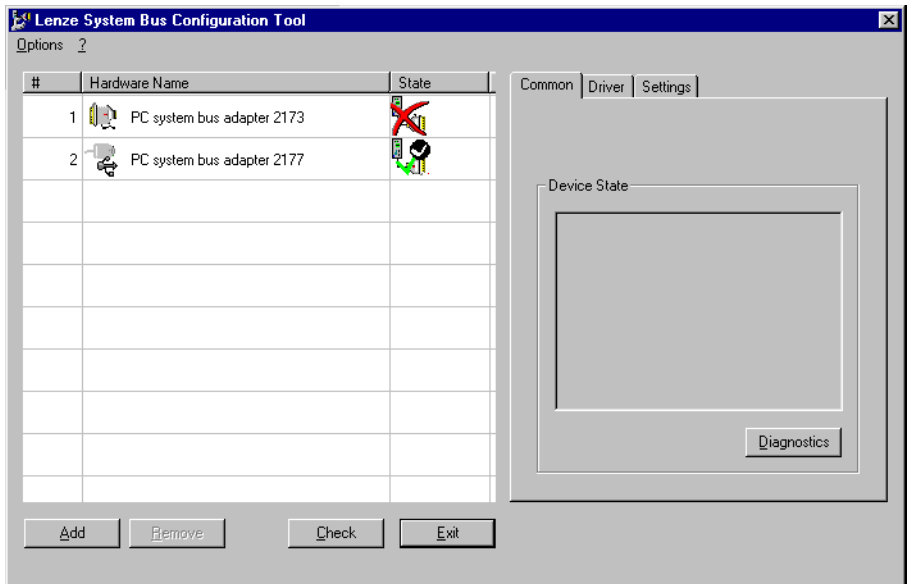 Lenze System Bus Configuration Tool
Options ?
# Hardware Name State
1 PC system bus adapter 2173
2 PC system bus adapter 2177
Common Driver Settings
Device State
Diagnostics
Add Remove Check Exit